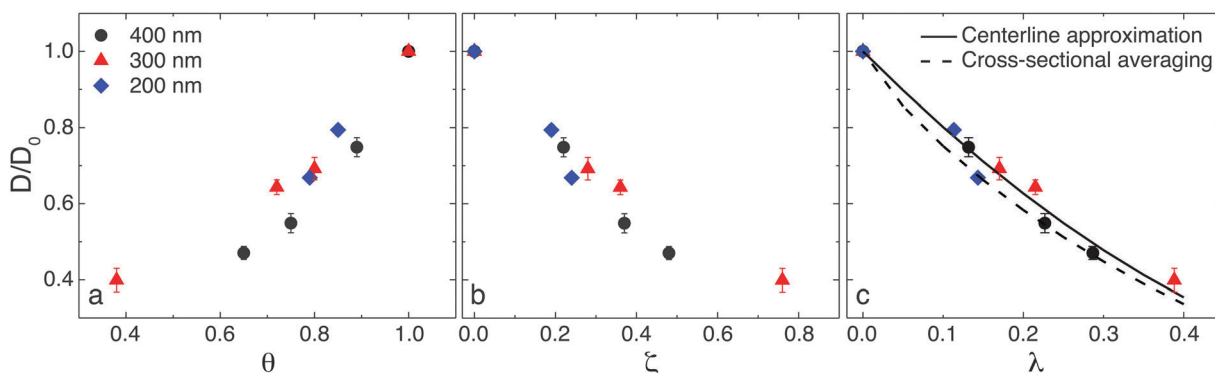 400 nm
300 nm
200 nm
Centerline approximation
Cross-sectional averaging
D/D₀
1.0
0.8
0.6
0.4
a
b
c
0.4 0.6 0.8 1.0
0.0 0.2 0.4 0.6 0.8
0.0 0.1 0.2 0.3 0.4
θ
ζ
λ